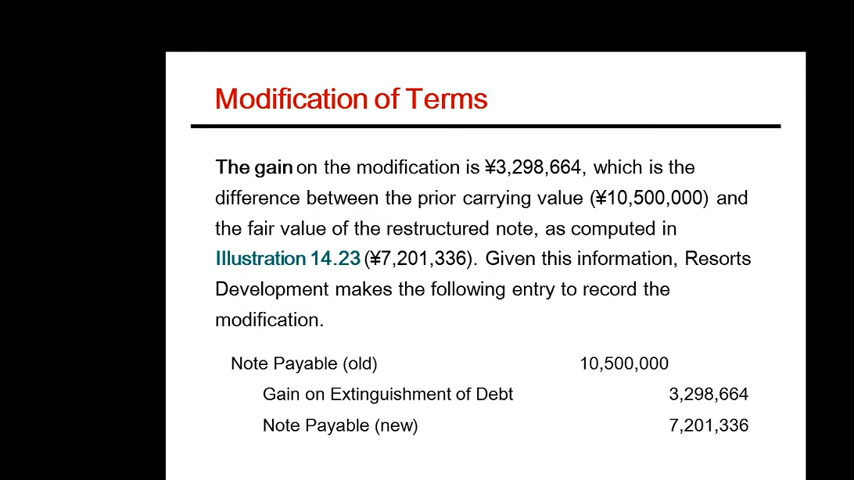 Modification of Terms
The gain on the modification is ¥3,298,664, which is the
difference between the prior carrying value (¥10,500,000) and
the fair value of the restructured note, as computed in
Illustration 14.23 (¥7,201,336). Given this information, Resorts
Development makes the following entry to record the
modification.
Note Payable (old) 10,500,000
Gain on Extinguishment of Debt 3,298,664
Note Payable (new) 7,201,336